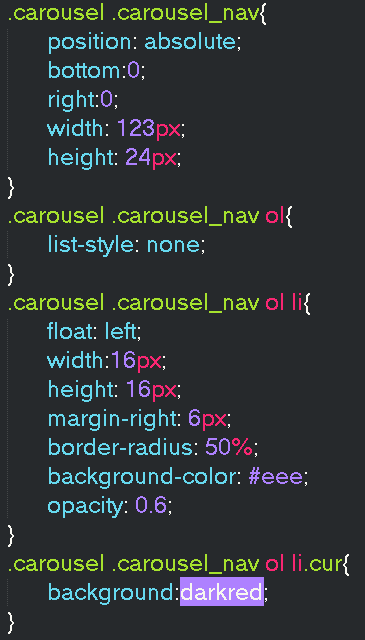 .carousel .carousel_nav{
position: absolute;
bottom:0;
right:0;
width: 123px;
height: 24px;
}
.carousel .carousel_nav ol{
list-style: none;
}
.carousel .carousel_nav ol li{
float: left;
width:16px;
height: 16px;
margin-right: 6px;
border-radius: 50%;
background-color: #eee;
opacity: 0.6;
}
.carousel .carousel_nav ol li.cur{
background:darkred;
}